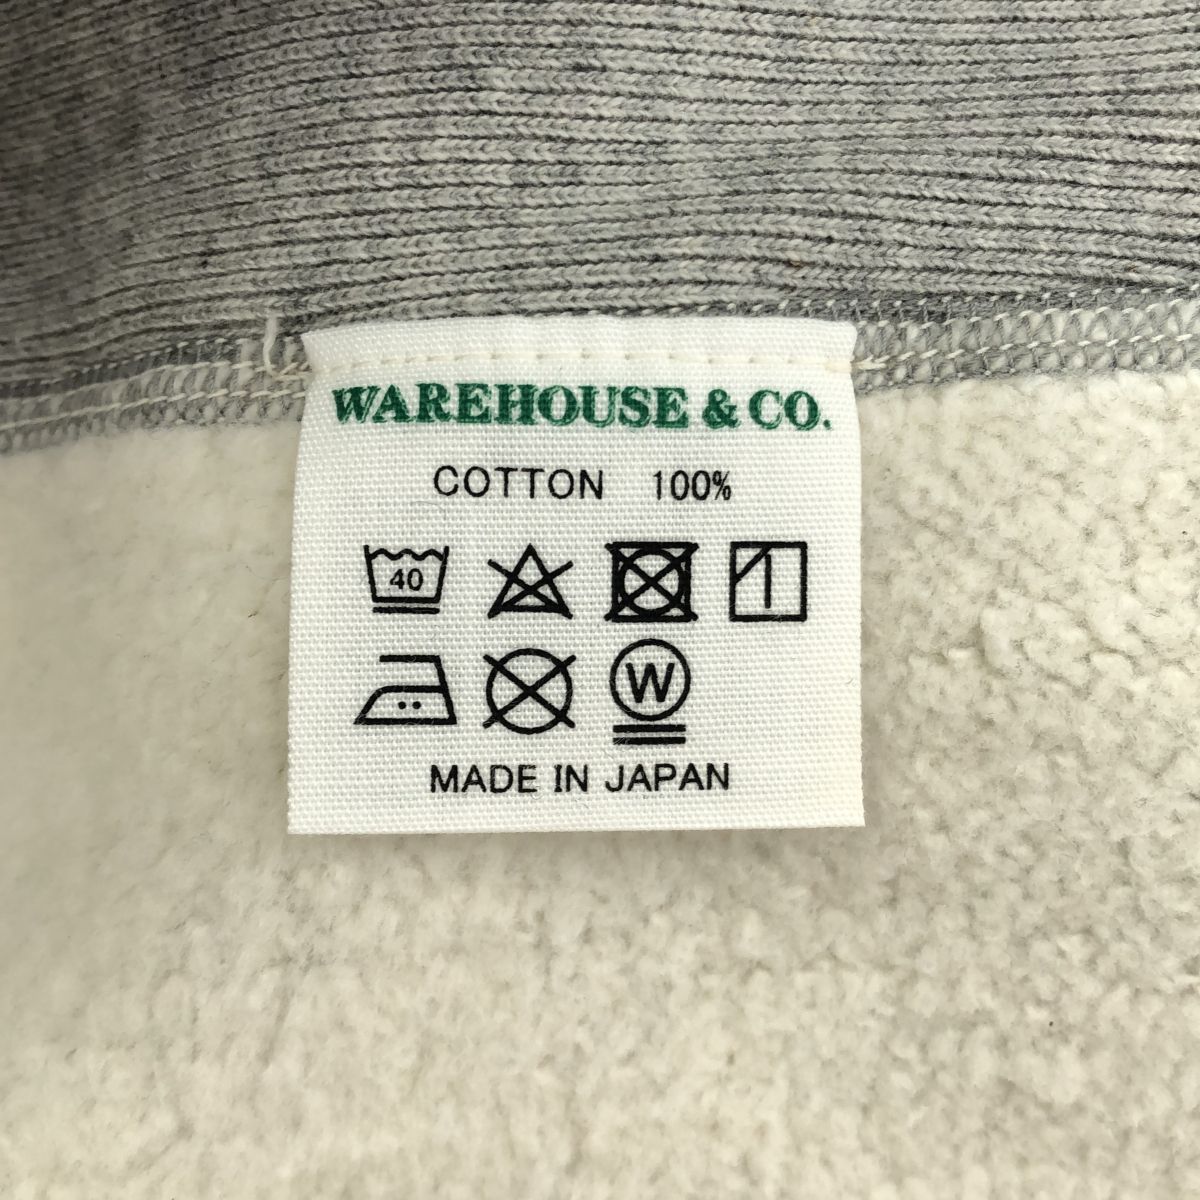 WAREHOUSE & CO.
COTTON 100%
40
W
MADE IN JAPAN